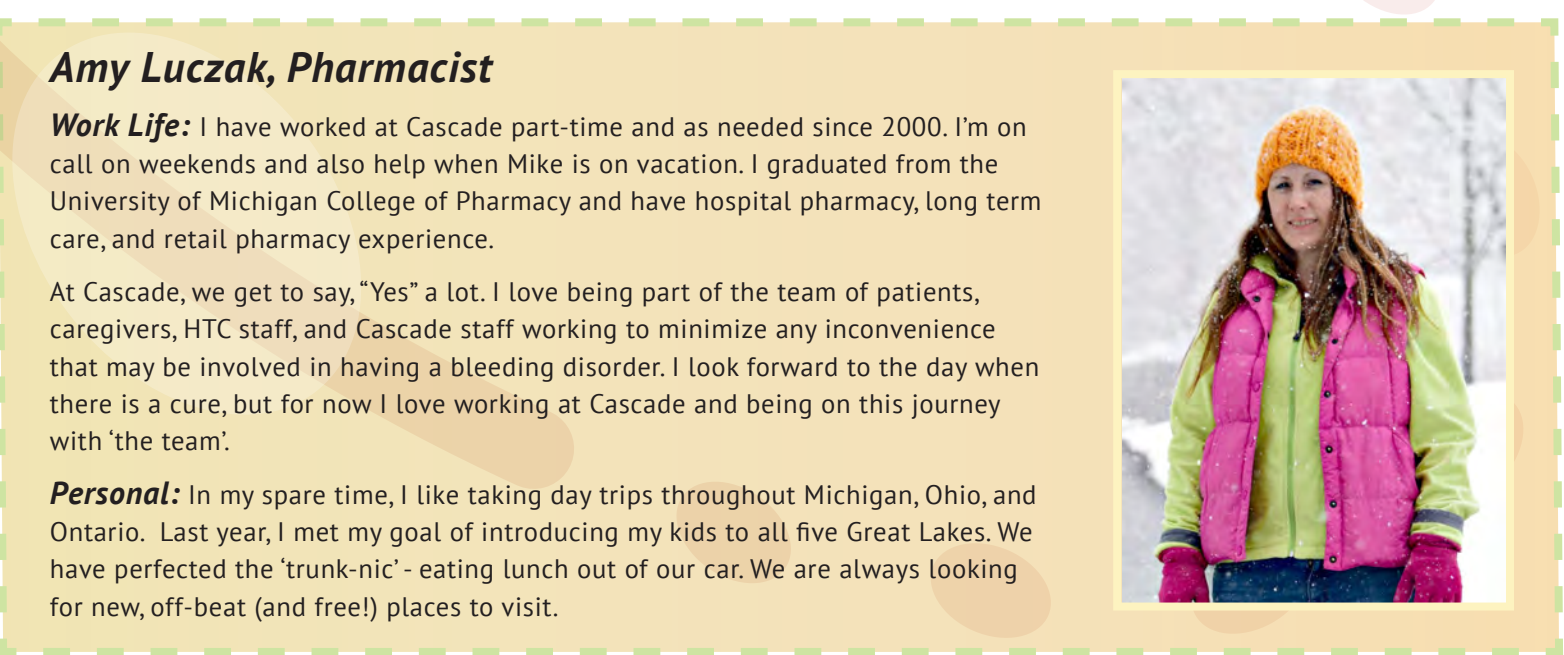 Amy Luczak, Pharmacist
Work Life: I have worked at Cascade part-time and as needed since 2000. I’m on
call on weekends and also help when Mike is on vacation. I graduated from the
University of Michigan College of Pharmacy and have hospital pharmacy, long term
care, and retail pharmacy experience.
At Cascade, we get to say, “Yes” a lot. I love being part of the team of patients,
caregivers, HTC staff, and Cascade staff working to minimize any inconvenience
that may be involved in having a bleeding disorder. I look forward to the day when
there is a cure, but for now I love working at Cascade and being on this journey
with ‘the team’.
Personal: In my spare time, I like taking day trips throughout Michigan, Ohio, and
Ontario.  Last year, I met my goal of introducing my kids to all five Great Lakes. We
have perfected the ‘trunk-nic’ - eating lunch out of our car. We are always looking
for new, off-beat (and free!) places to visit.